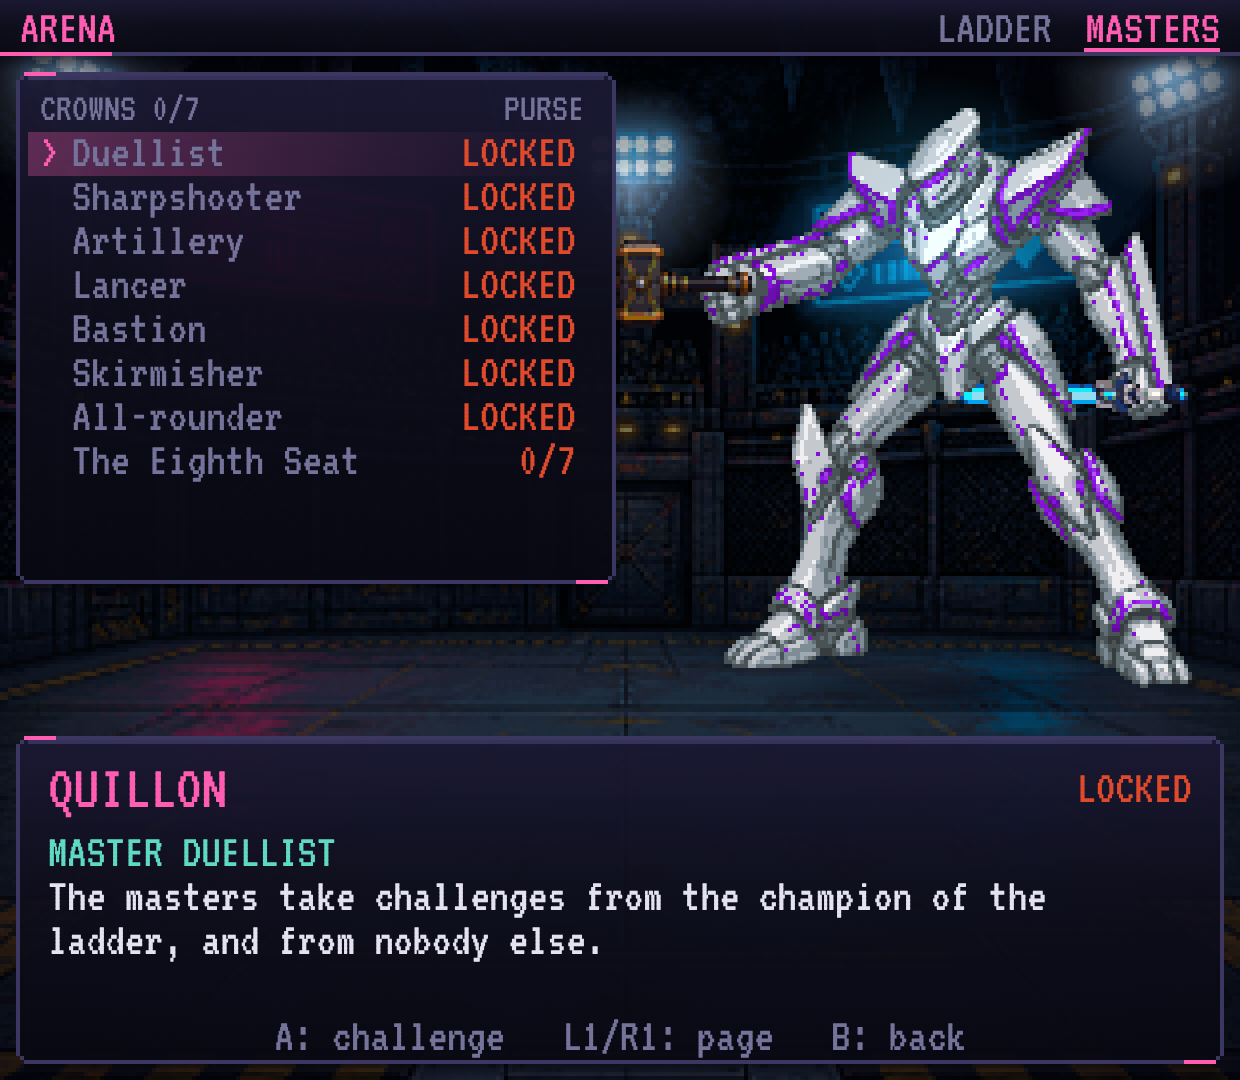 ARENA LADDER MASTERS
CROWNS 0/7 PURSE
> Duellist LOCKED
Sharpshooter LOCKED
Artillery LOCKED
Lancer LOCKED
Bastion LOCKED
Skirmisher LOCKED
All-rounder LOCKED
The Eighth Seat 0/7
QUILLON LOCKED
MASTER DUELLIST
The masters take challenges from the champion of the
ladder, and from nobody else.
A: challenge L1/R1: page B: back